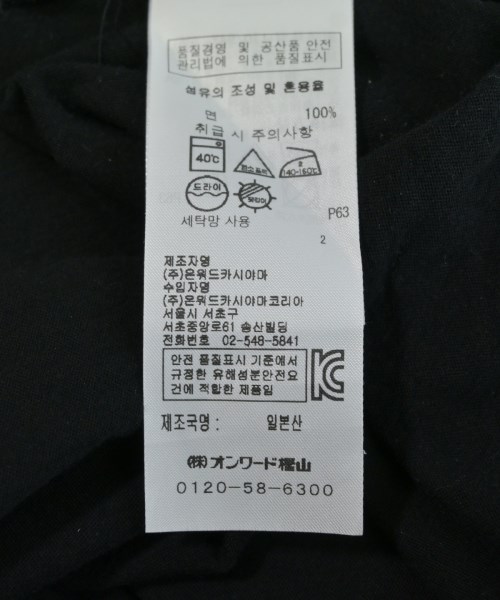 품질경영 및 공산품 안전
관리법에 의한 품질표시
섬유의 조성 및 혼용율
면 100%
취급 시 주의사항
40℃
염소표백
2
140-160℃
드라이
세탁망 사용
P63
2
제조자명
(주)온워드카시야마
수입자명
(주)온워드카시야마코리아
서울시 서초구
서초중앙로61 송산빌딩
전화번호 02-548-5841
안전 품질표시 기준에서
규정한 유해성분안전요
건에 적합한 제품임
제조국명 : 일본산
(株)オンワード樫山
0120-58-6300